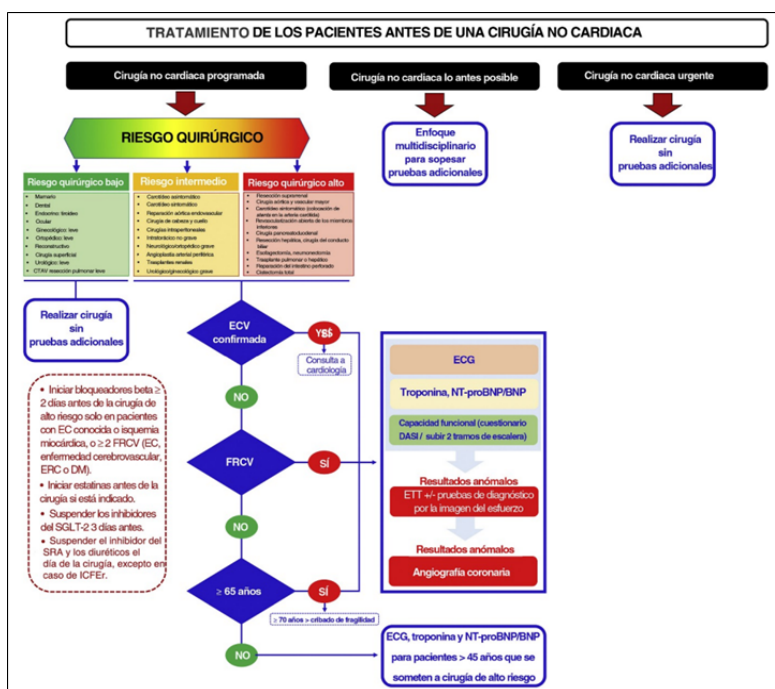 TRATAMIENTO DE LOS PACIENTES ANTES DE UNA CIRUGÍA NO CARDIACA
Cirugía no cardiaca programada
Cirugía no cardiaca lo antes posible
Cirugía no cardiaca urgente
RIESGO QUIRÚRGICO
Enfoque
multidisciplinario
para sopesar
pruebas adicionales
Realizar cirugía
sin
pruebas adicionales
Riesgo quirúrgico bajo
• Mamario
• Dental
• Endocrino: tiroides
• Ocular
• Ginecológico: leve
• Ortopédico: leve
• Reconstructivo
• Cirugía superficial
• Urológico: leve
• CTAV resección pulmonar leve
Riesgo intermedio
• Carotídeo asintomático
• Carotídeo sintomático
• Reparación aórtica endovascular
• Cirugía de cabeza y cuello
• Cirugías intraperitoneales
• Intratorácico no grave
• Neurológico/ortopédico grave
• Angioplastia arterial periférica
• Trasplantes renales
• Urológico/ginecológico grave
Riesgo quirúrgico alto
• Resección suprarrenal
• Cirugía aórtica y vascular mayor
• Carotídeo sintomático (colocación de
en la arteria carótida)
• Revascularización abierta de los miembros
inferiores
• Cirugía pancreatoduodenal
• Resección hepática, cirugía del conducto
biliar
• Esofagectomía, neumonectomía
• Trasplante pulmonar o hepático
• Reparación del intestino perforado
• Cistectomía total
Realizar cirugía
sin
pruebas adicionales
• Iniciar bloqueadores beta ≥
2 días antes de la cirugía de
alto riesgo solo en pacientes
con EC conocida o isquemia
miocárdica, o ≥ 2 FRCV (EC,
enfermedad cerebrovascular,
ERC o DM).
• Iniciar estatinas antes de la
cirugía si está indicado.
• Suspender los inhibidores
del SGLT-2 3 días antes.
• Suspender el inhibidor del
SRA y los diuréticos el
día de la cirugía, excepto en
caso de ICFEr.
ECV
confirmada
Consulta a
cardiología
NO
FRCV
SÍ
NO
≥ 65 años
SÍ
≥ 70 años > cribado de fragilidad
NO
ECG
Troponina, NT-proBNP/BNP
Capacidad funcional (cuestionario
DASI / subir 2 tramos de escalera)
Resultados anómalos
ETT +/- pruebas de diagnóstico
por la imagen del esfuerzo
Resultados anómalos
Angiografía coronaria
ECG, troponina y NT-proBNP/BNP
para pacientes > 45 años que se
someten a cirugía de alto riesgo